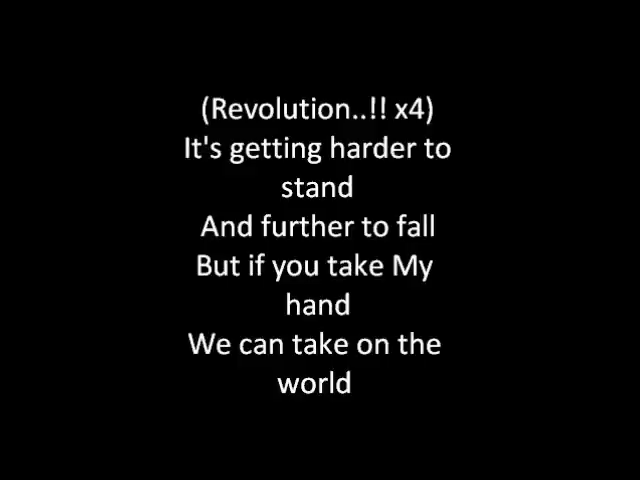 (Revolution..!! x4)
It's getting harder to
stand
And further to fall
But if you take My
hand
We can take on the
world